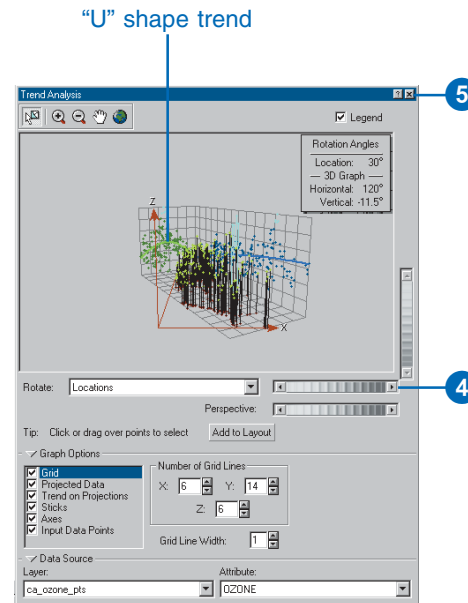 “U” shape trend
Trend Analysis
5
Legend
Rotation Angles
Location: 30°
3D Graph
Horizontal: 120°
Vertical: -11.5°
Z
X
Rotate: Locations
4
Perspective:
Tip: Click or drag over points to select Add to Layout
Graph Options
Grid
Projected Data
Trend on Projections
Sticks
Axes
Input Data Points
Number of Grid Lines
X: 6 Y: 14
Z: 6
Grid Line Width: 1
Data Source
Layer: Attribute:
ca_ozone_pts OZONE